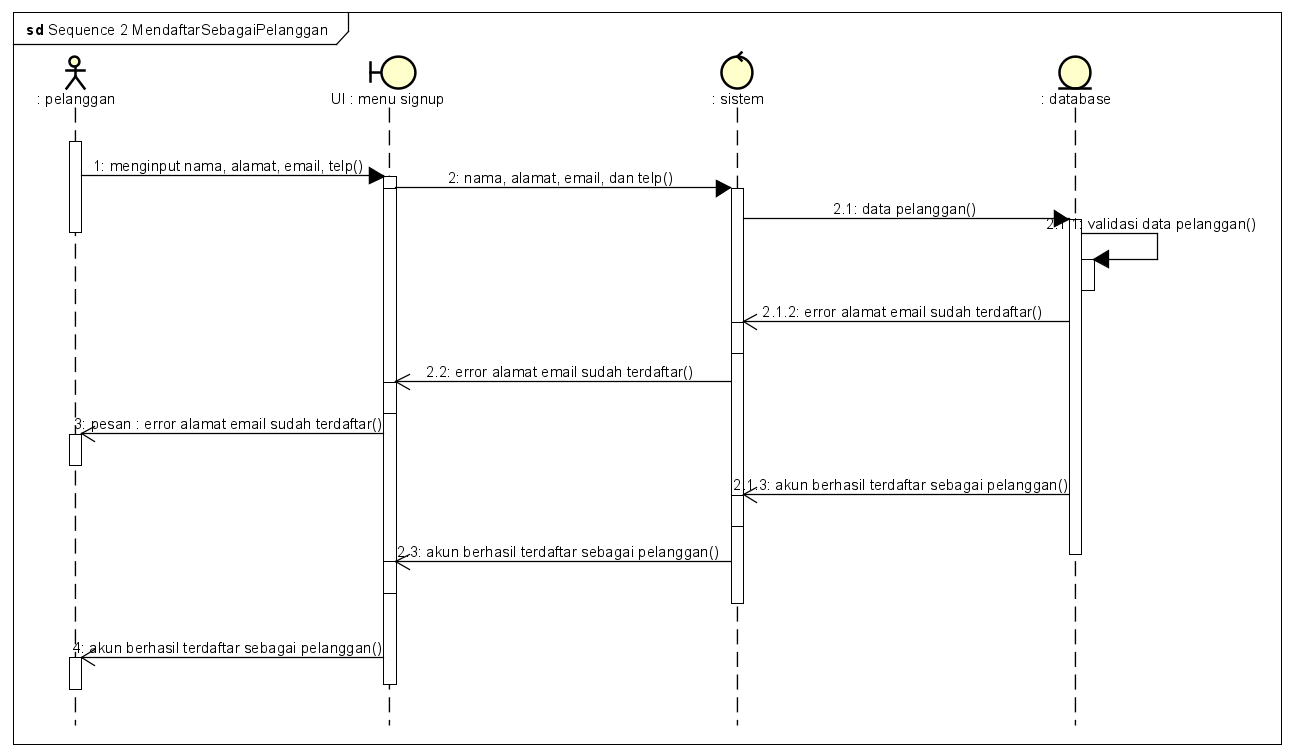 sd Sequence 2 MendaftarSebagaiPelanggan
: pelanggan
UI : menu signup
: sistem
: database
1: menginput nama, alamat, email, telp()
2: nama, alamat, email, dan telp()
2.1: data pelanggan()
2.1.1: validasi data pelanggan()
2.1.2: error alamat email sudah terdaftar()
2.2: error alamat email sudah terdaftar()
3: pesan : error alamat email sudah terdaftar()
2.1.3: akun berhasil terdaftar sebagai pelanggan()
2.3: akun berhasil terdaftar sebagai pelanggan()
4: akun berhasil terdaftar sebagai pelanggan()